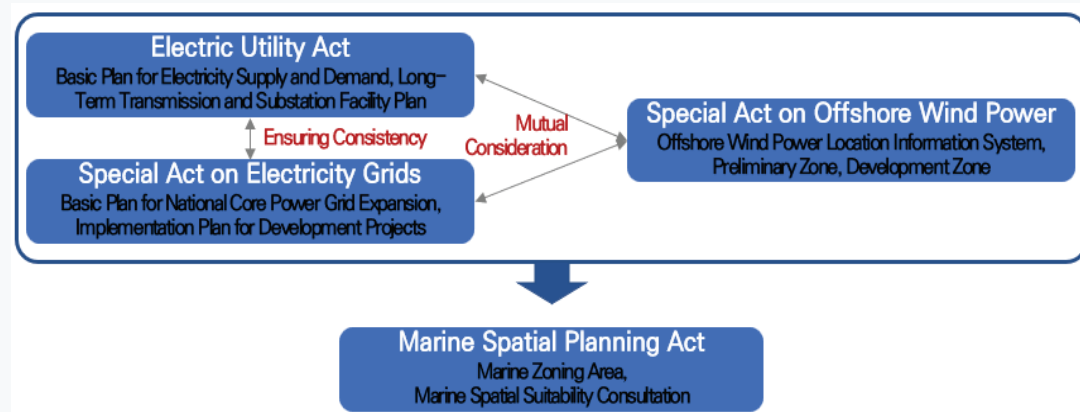 Electric Utility Act
Basic Plan for Electricity Supply and Demand, Long-
Term Transmission and Substation Facility Plan
Ensuring Consistency
Special Act on Electricity Grids
Basic Plan for National Core Power Grid Expansion,
Implementation Plan for Development Projects
Mutual
Consideration
Special Act on Offshore Wind Power
Offshore Wind Power Location Information System,
Preliminary Zone, Development Zone
Marine Spatial Planning Act
Marine Zoning Area,
Marine Spatial Suitability Consultation